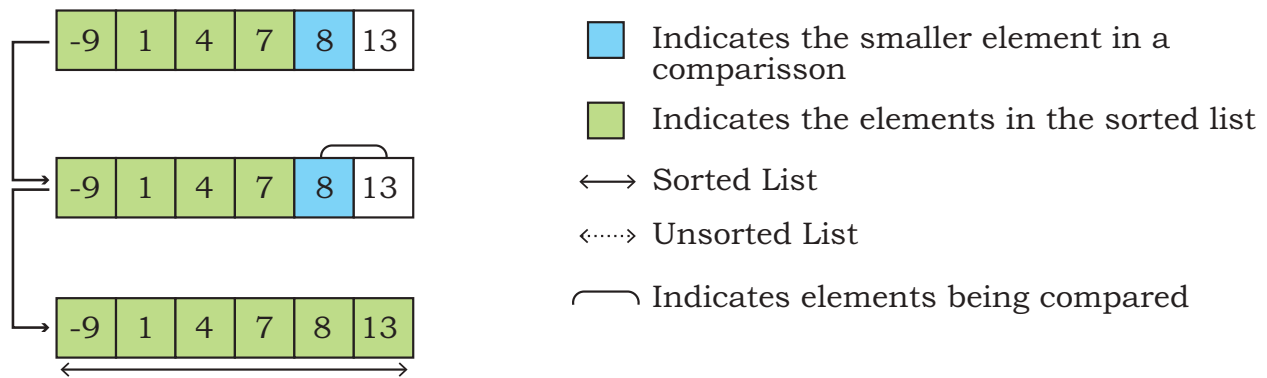 -9 1 4 7 8 13
-9 1 4 7 8 13
-9 1 4 7 8 13
Indicates the smaller element in a
comparisson
Indicates the elements in the sorted list
Sorted List
Unsorted List
Indicates elements being compared